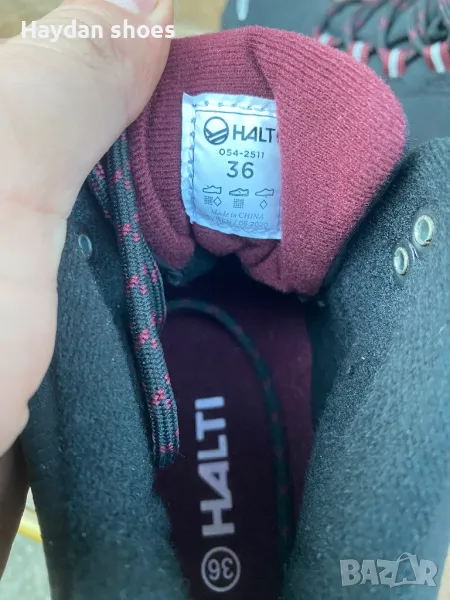 Haydan shoes
HALTI
054-2511
36
Made in CHINA
HALTI
36
BAZAR